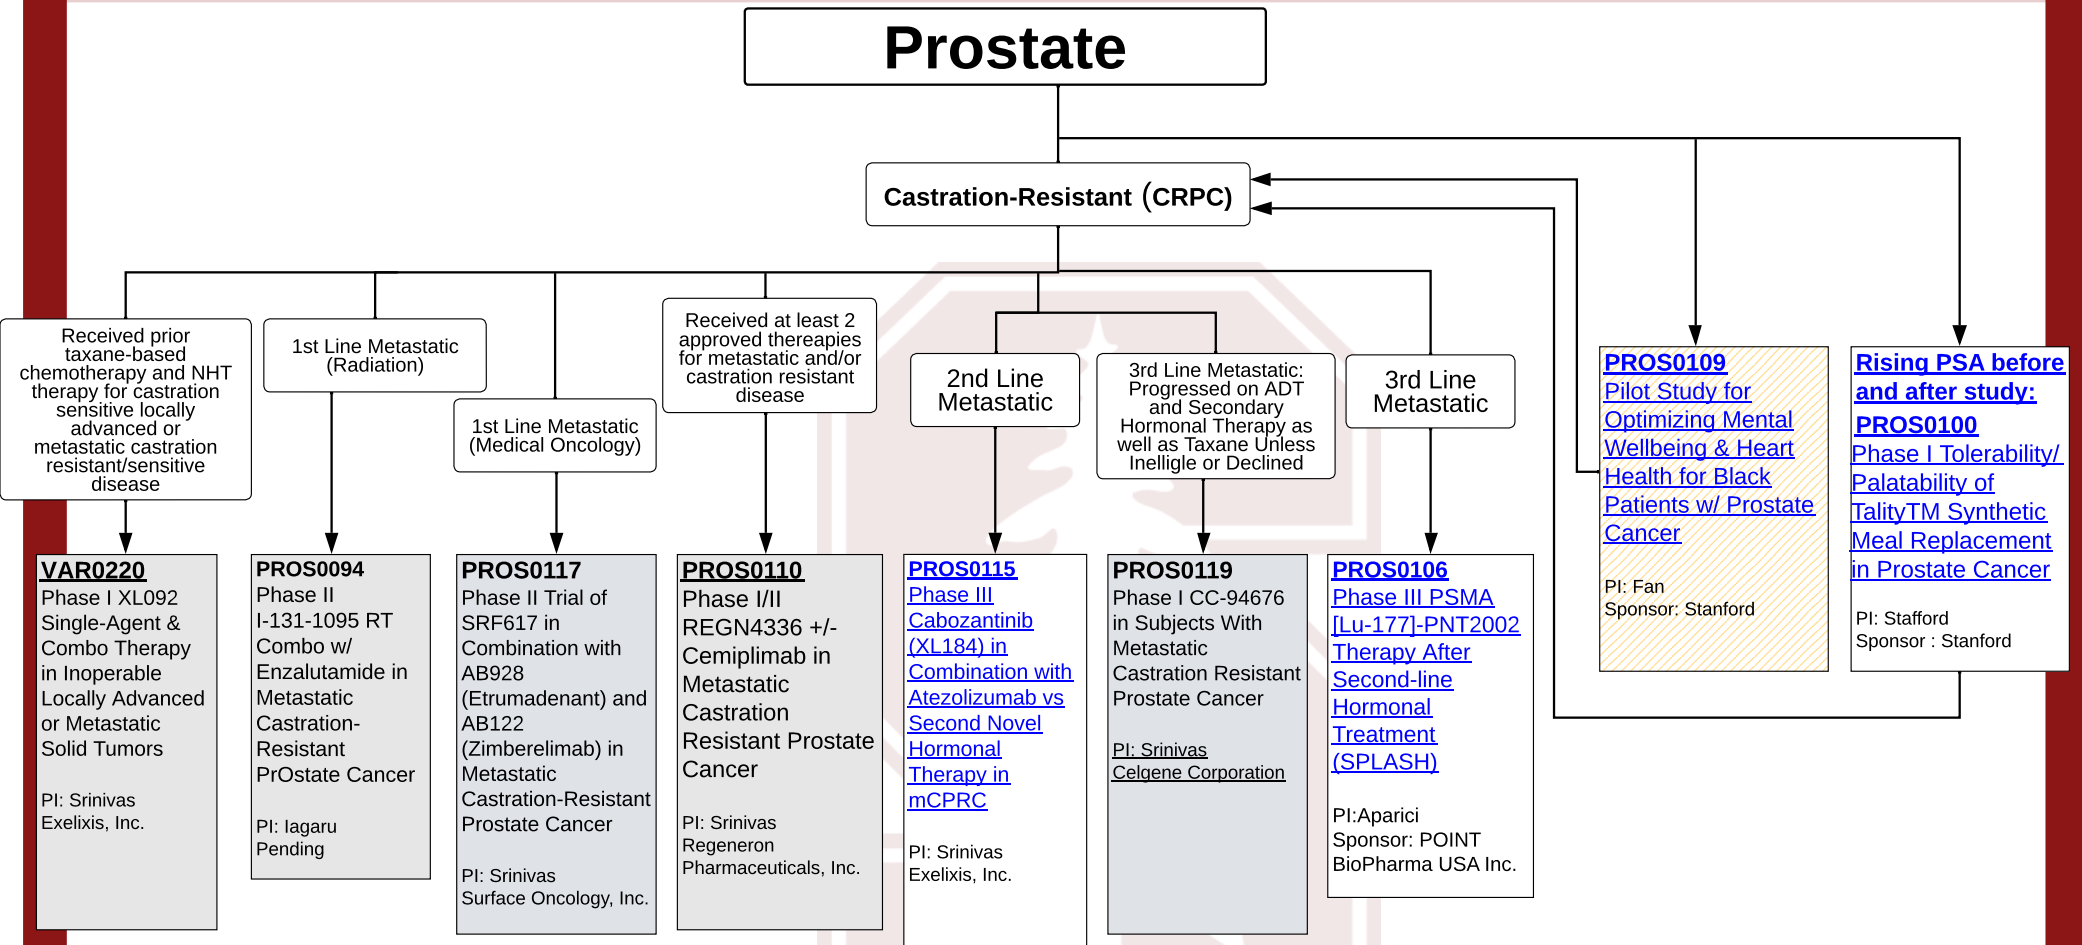 Prostate
Castration-Resistant (CRPC)
Received prior
taxane-based
chemotherapy and NHT
therapy for castration
sensitive locally
advanced or
metastatic castration
resistant/sensitive
disease
1st Line Metastatic
(Radiation)
1st Line Metastatic
(Medical Oncology)
Received at least 2
approved thereapies
for metastatic and/or
castration resistant
disease
2nd Line
Metastatic
3rd Line Metastatic:
Progressed on ADT
and Secondary
Hormonal Therapy as
well as Taxane Unless
Inelligle or Declined
3rd Line
Metastatic
VAR0220
Phase I XL092
Single-Agent &
Combo Therapy
in Inoperable
Locally Advanced
or Metastatic
Solid Tumors
PI: Srinivas
Exelixis, Inc.
PROS0094
Phase II
I-131-1095 RT
Combo w/
Enzalutamide in
Metastatic
Castration-
Resistant
PrOstate Cancer
PI: Iagaru
Pending
PROS0117
Phase II Trial of
SRF617 in
Combination with
AB928
(Etrumadenant) and
AB122
(Zimberelimab) in
Metastatic
Castration-Resistant
Prostate Cancer
PI: Srinivas
Surface Oncology, Inc.
PROS0110
Phase I/II
REGN4336 +/-
Cemiplimab in
Metastatic
Castration
Resistant Prostate
Cancer
PI: Srinivas
Regeneron
Pharmaceuticals, Inc.
PROS0115
Phase III
Cabozantinib
(XL184) in
Combination with
Atezolizumab vs
Second Novel
Hormonal
Therapy in
mCPRC
PI: Srinivas
Exelixis, Inc.
PROS0119
Phase I CC-94676
in Subjects With
Metastatic
Castration Resistant
Prostate Cancer
PI: Srinivas
Celgene Corporation
PROS0106
Phase III PSMA
[Lu-177]-PNT2002
Therapy After
Second-line
Hormonal
Treatment
(SPLASH)
PI:Aparici
Sponsor: POINT
BioPharma USA Inc.
PROS0109
Pilot Study for
Optimizing Mental
Wellbeing & Heart
Health for Black
Patients w/ Prostate
Cancer
PI: Fan
Sponsor: Stanford
Rising PSA before
and after study:
PROS0100
Phase I Tolerability/
Palatability of
TalityTM Synthetic
Meal Replacement
in Prostate Cancer
PI: Stafford
Sponsor : Stanford